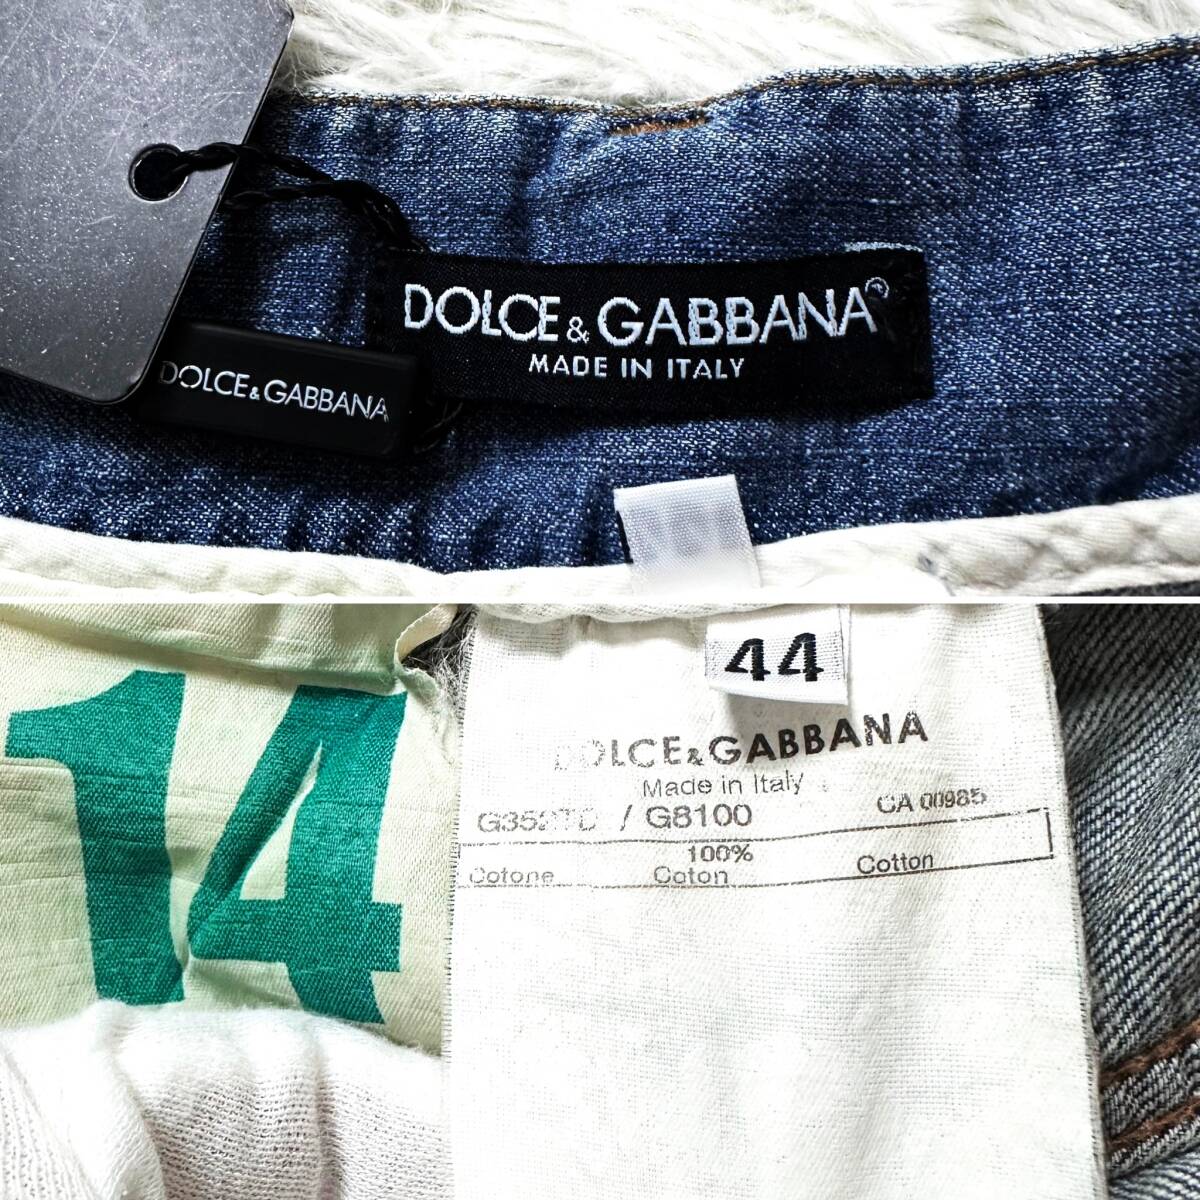 DOLCE & GABBANA
MADE IN ITALY
DOLCE & GABBANA
14
44
DOLCE & GABBANA
Made in Italy
/ G8100
CA 00985
100%
Cotone Coton Cotton